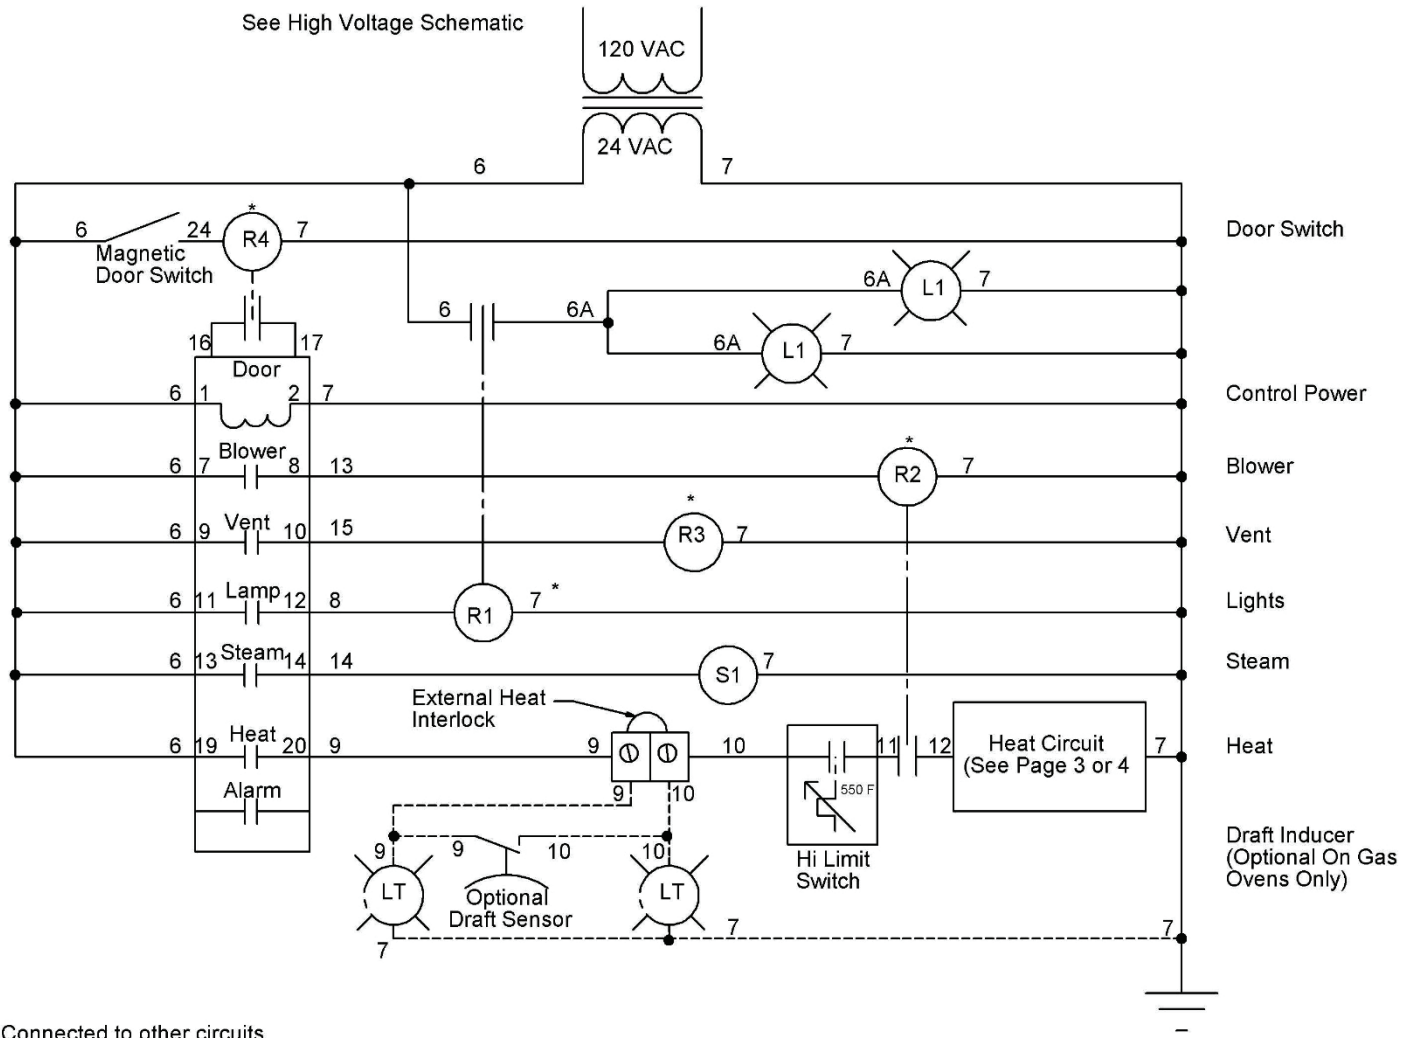 See High Voltage Schematic
120 VAC
24 VAC
6
7
*
6
24
R4
7
Door Switch
Magnetic
Door Switch
6A
L1
7
6
6A
16
17
6A
L1
7
Door
6
1
2
7
Control Power
Blower
*
6
7
8
13
R2
7
Blower
*
Vent
6
9
10
15
R3
7
Vent
Lamp
*
6
11
12
8
R1
7
Lights
Steam
6
13
14
14
S1
7
Steam
External Heat
Interlock
Heat
6
19
20
9
9
10
11
12
Heat Circuit
(See Page 3 or 4
7
Heat
Alarm
9
10
550 F
9
9
10
10
Hi Limit
Switch
Draft Inducer
(Optional On Gas
Ovens Only)
LT
Optional
Draft Sensor
LT
7
7
7
Connected to other circuits